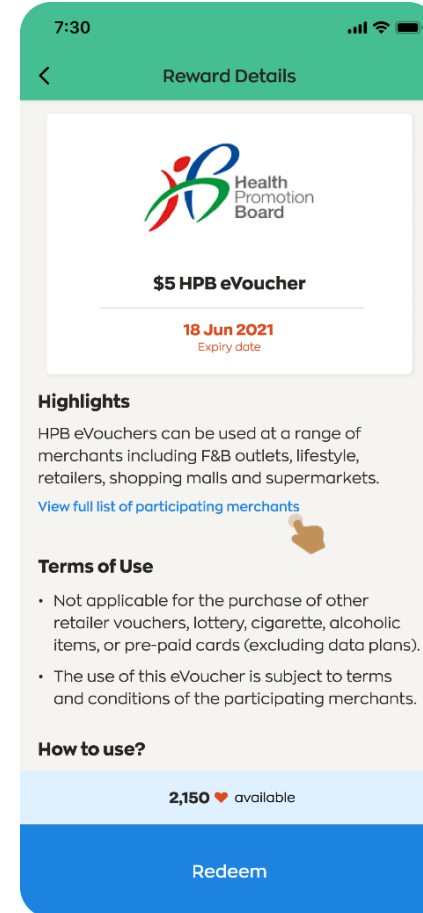 7:30
Reward Details
Health
Promotion
Board
$5 HPB eVoucher
18 Jun 2021
Expiry date
Highlights
HPB eVouchers can be used at a range of
merchants including F&B outlets, lifestyle,
retailers, shopping malls and supermarkets.
View full list of participating merchants
Terms of Use
• Not applicable for the purchase of other
retailer vouchers, lottery, cigarette, alcoholic
items, or pre-paid cards (excluding data plans).
• The use of this eVoucher is subject to terms
and conditions of the participating merchants.
How to use?
2,150 ❤ available
Redeem